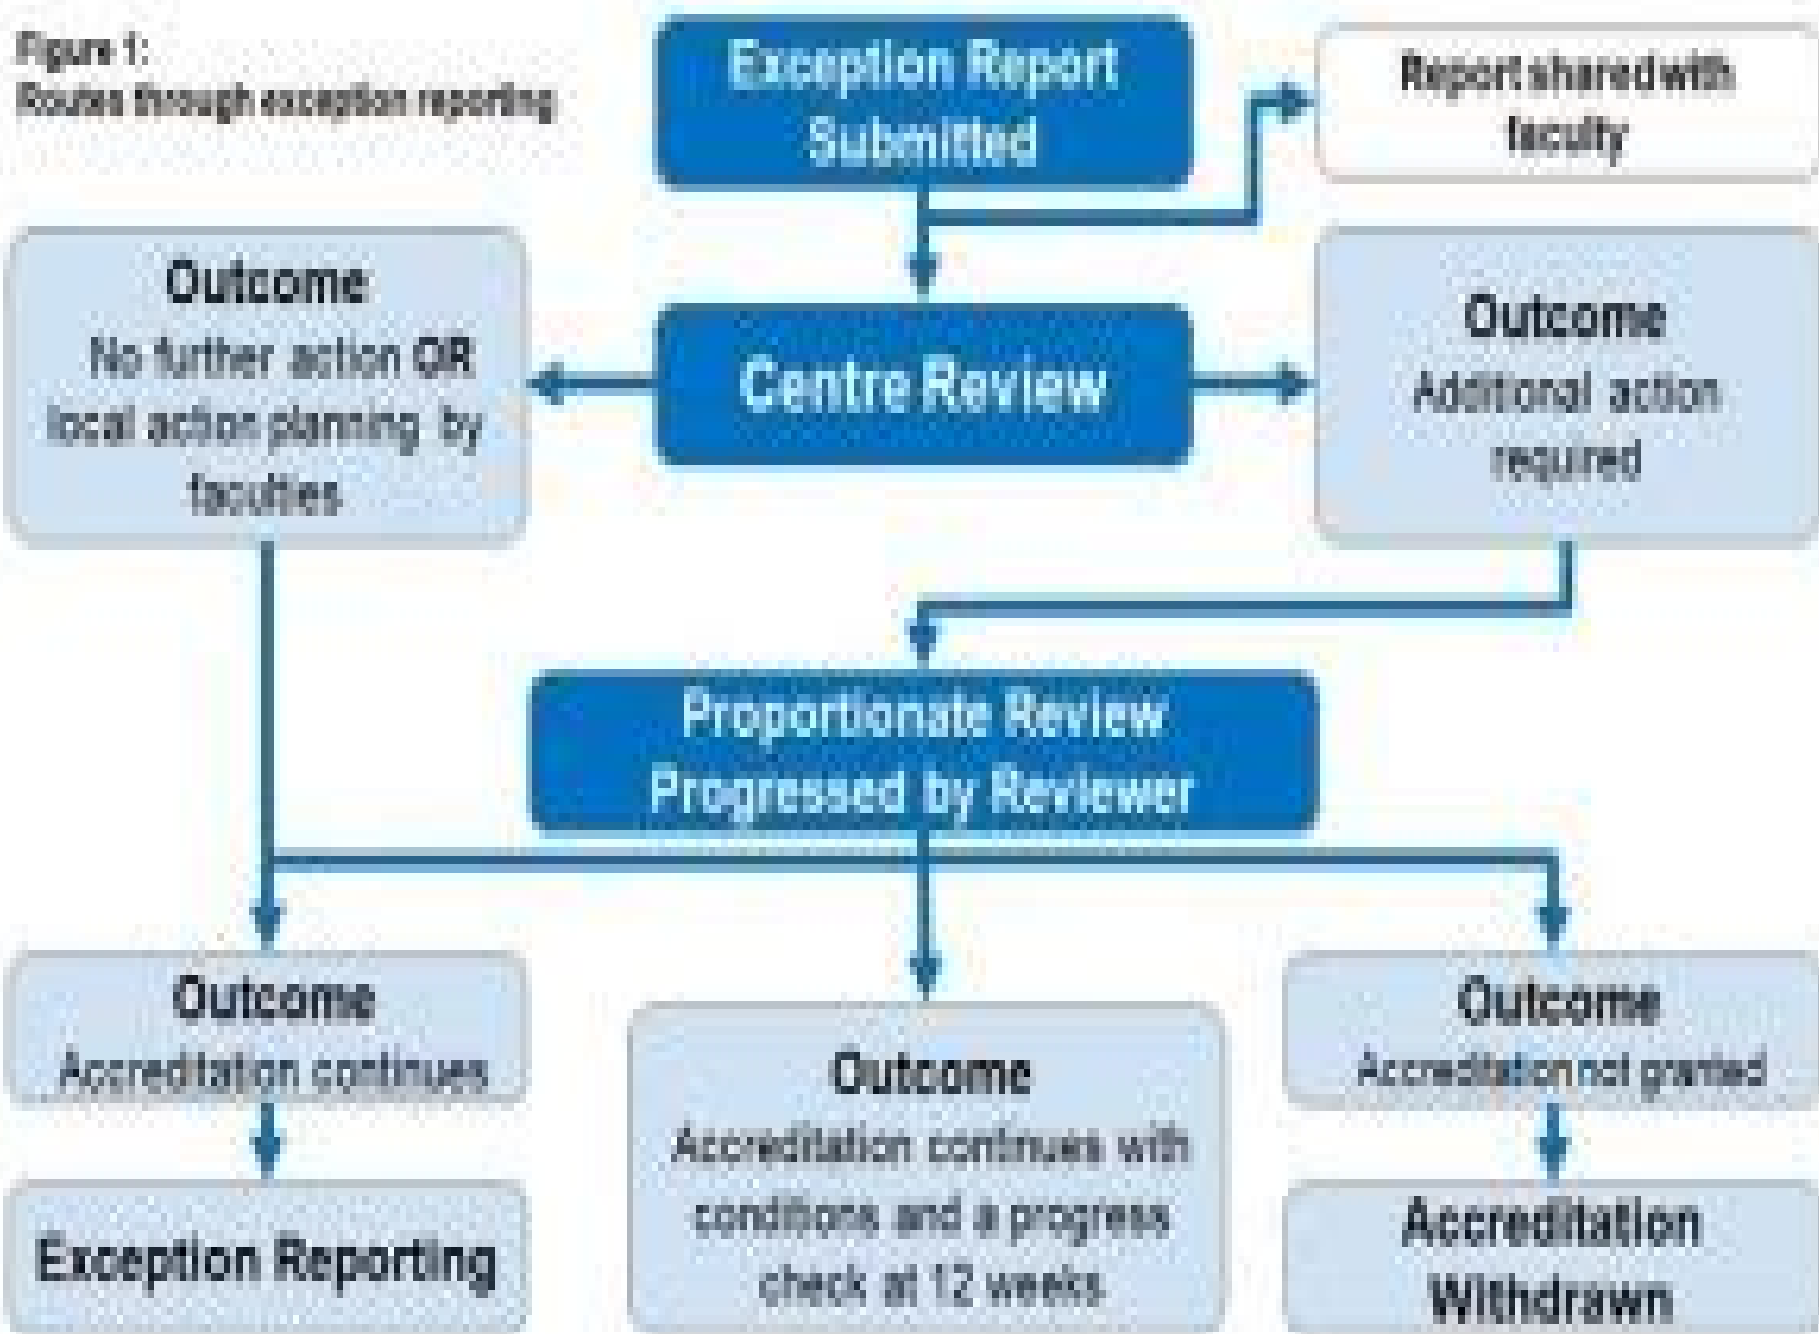 Figure 1:
Routes through exception reporting
Exception Report
Submitted
Report shared with
faculty
Outcome
No further action OR
local action planning by
faculties
Centre Review
Outcome
Additional action
required
Proportionate Review
Progressed by Reviewer
Outcome
Accreditation continues
Exception Reporting
Outcome
Accreditation continues with
conditions and a progress
check at 12 weeks
Outcome
Accreditation not granted
Accreditation
Withdrawn